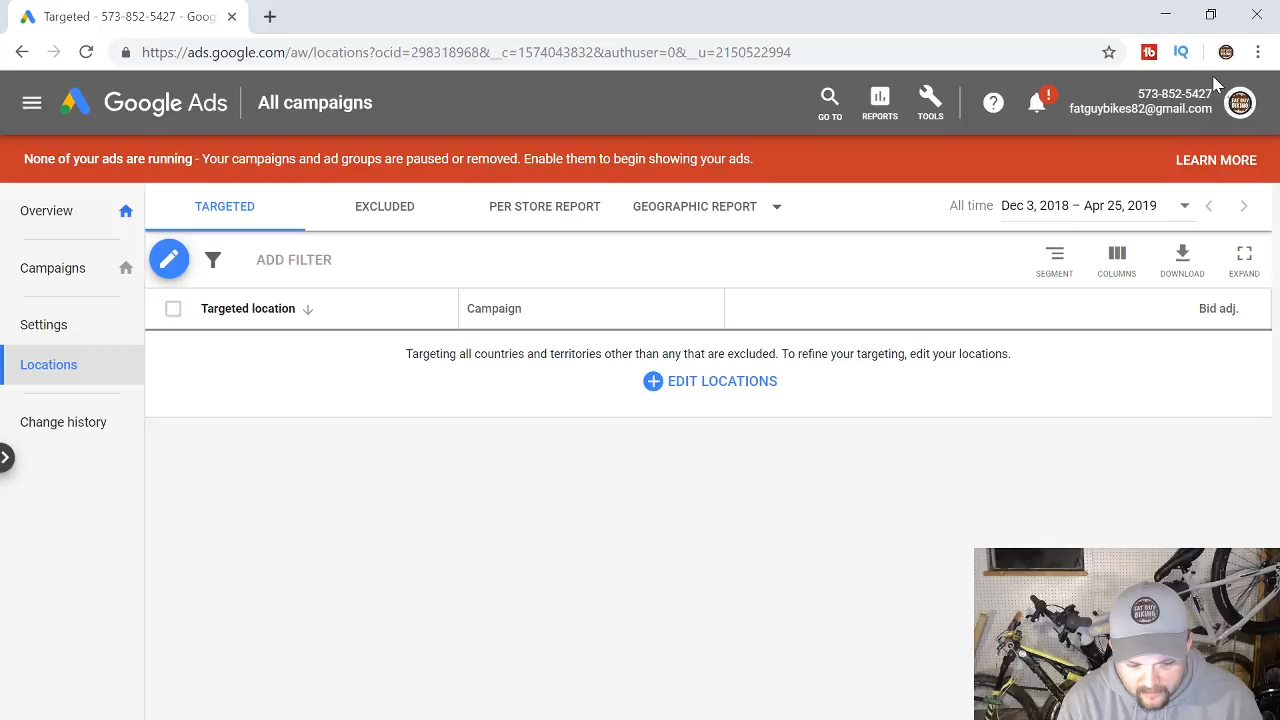 Targeted - 573-852-5427 - Goog
https://ads.google.com/aw/locations?ocid=298318968&__c=1574043832&authuser=0&__u=2150522994
Google Ads
All campaigns
GO TO
REPORTS
TOOLS
573-852-5427
fatguybikes82@gmail.com
None of your ads are running - Your campaigns and ad groups are paused or removed. Enable them to begin showing your ads.
LEARN MORE
Overview
Campaigns
Settings
Locations
Change history
TARGETED
EXCLUDED
PER STORE REPORT
GEOGRAPHIC REPORT
All time Dec 3, 2018 – Apr 25, 2019
ADD FILTER
SEGMENT
COLUMNS
DOWNLOAD
EXPAND
Targeted location
Campaign
Bid adj.
Targeting all countries and territories other than any that are excluded. To refine your targeting, edit your locations.
EDIT LOCATIONS
FAT GUY
BIKING